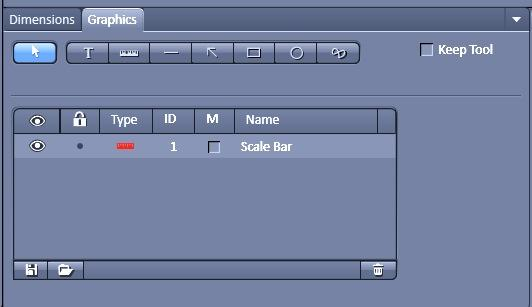 Dimensions Graphics
T Keep Tool
Type ID M Name
1 Scale Bar